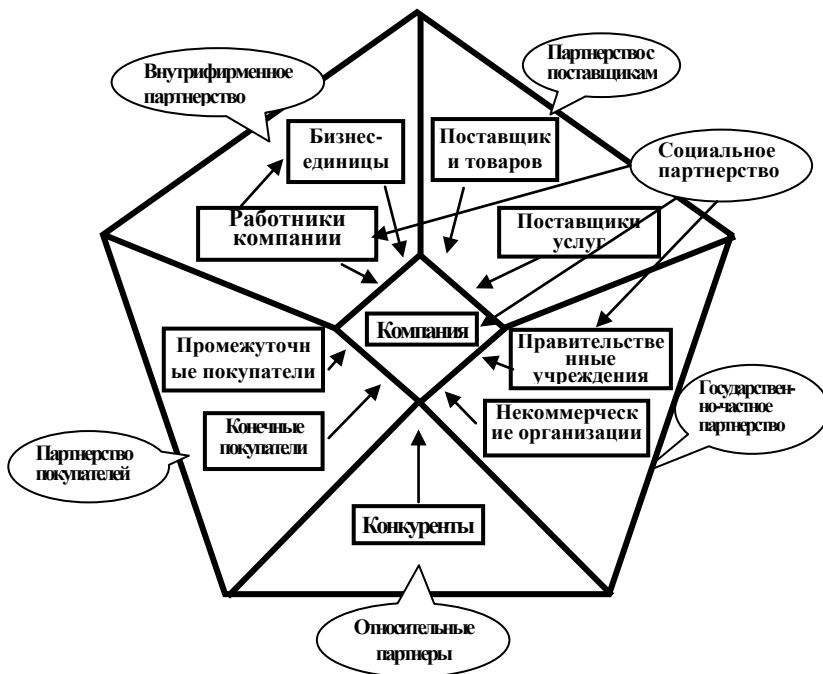 Партнерство с
поставщикам
Внутрифирменное
партнерство
Бизнес-
единицы
Поставщик
и товаров
Социальное
партнерство
Работники
компании
Поставщики
услуг
Компания
Промежуточн
ые покупатели
Правительстве
нные
учреждения
Конечные
покупатели
Некоммерческ
ие организации
Государствен-
но-частное
партнерство
Партнерство
покупателей
Конкуренты
Относительные
партнеры